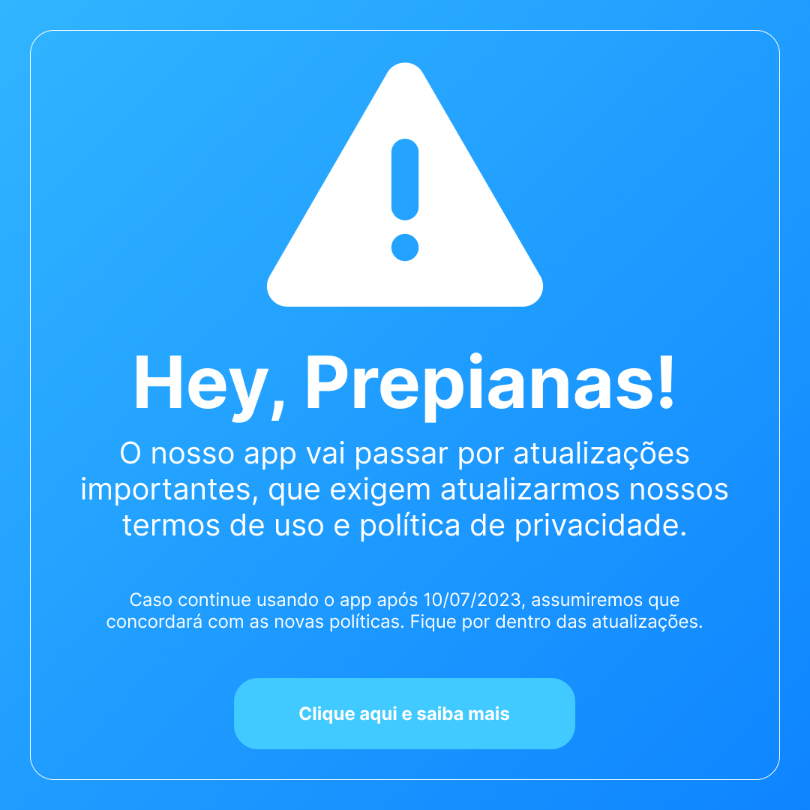 Hey, Prepianas!
O nosso app vai passar por atualizações
importantes, que exigem atualizarmos nossos
termos de uso e política de privacidade.
Caso continue usando o app após 10/07/2023, assumiremos que
concordará com as novas políticas. Fique por dentro das atualizações.
Clique aqui e saiba mais